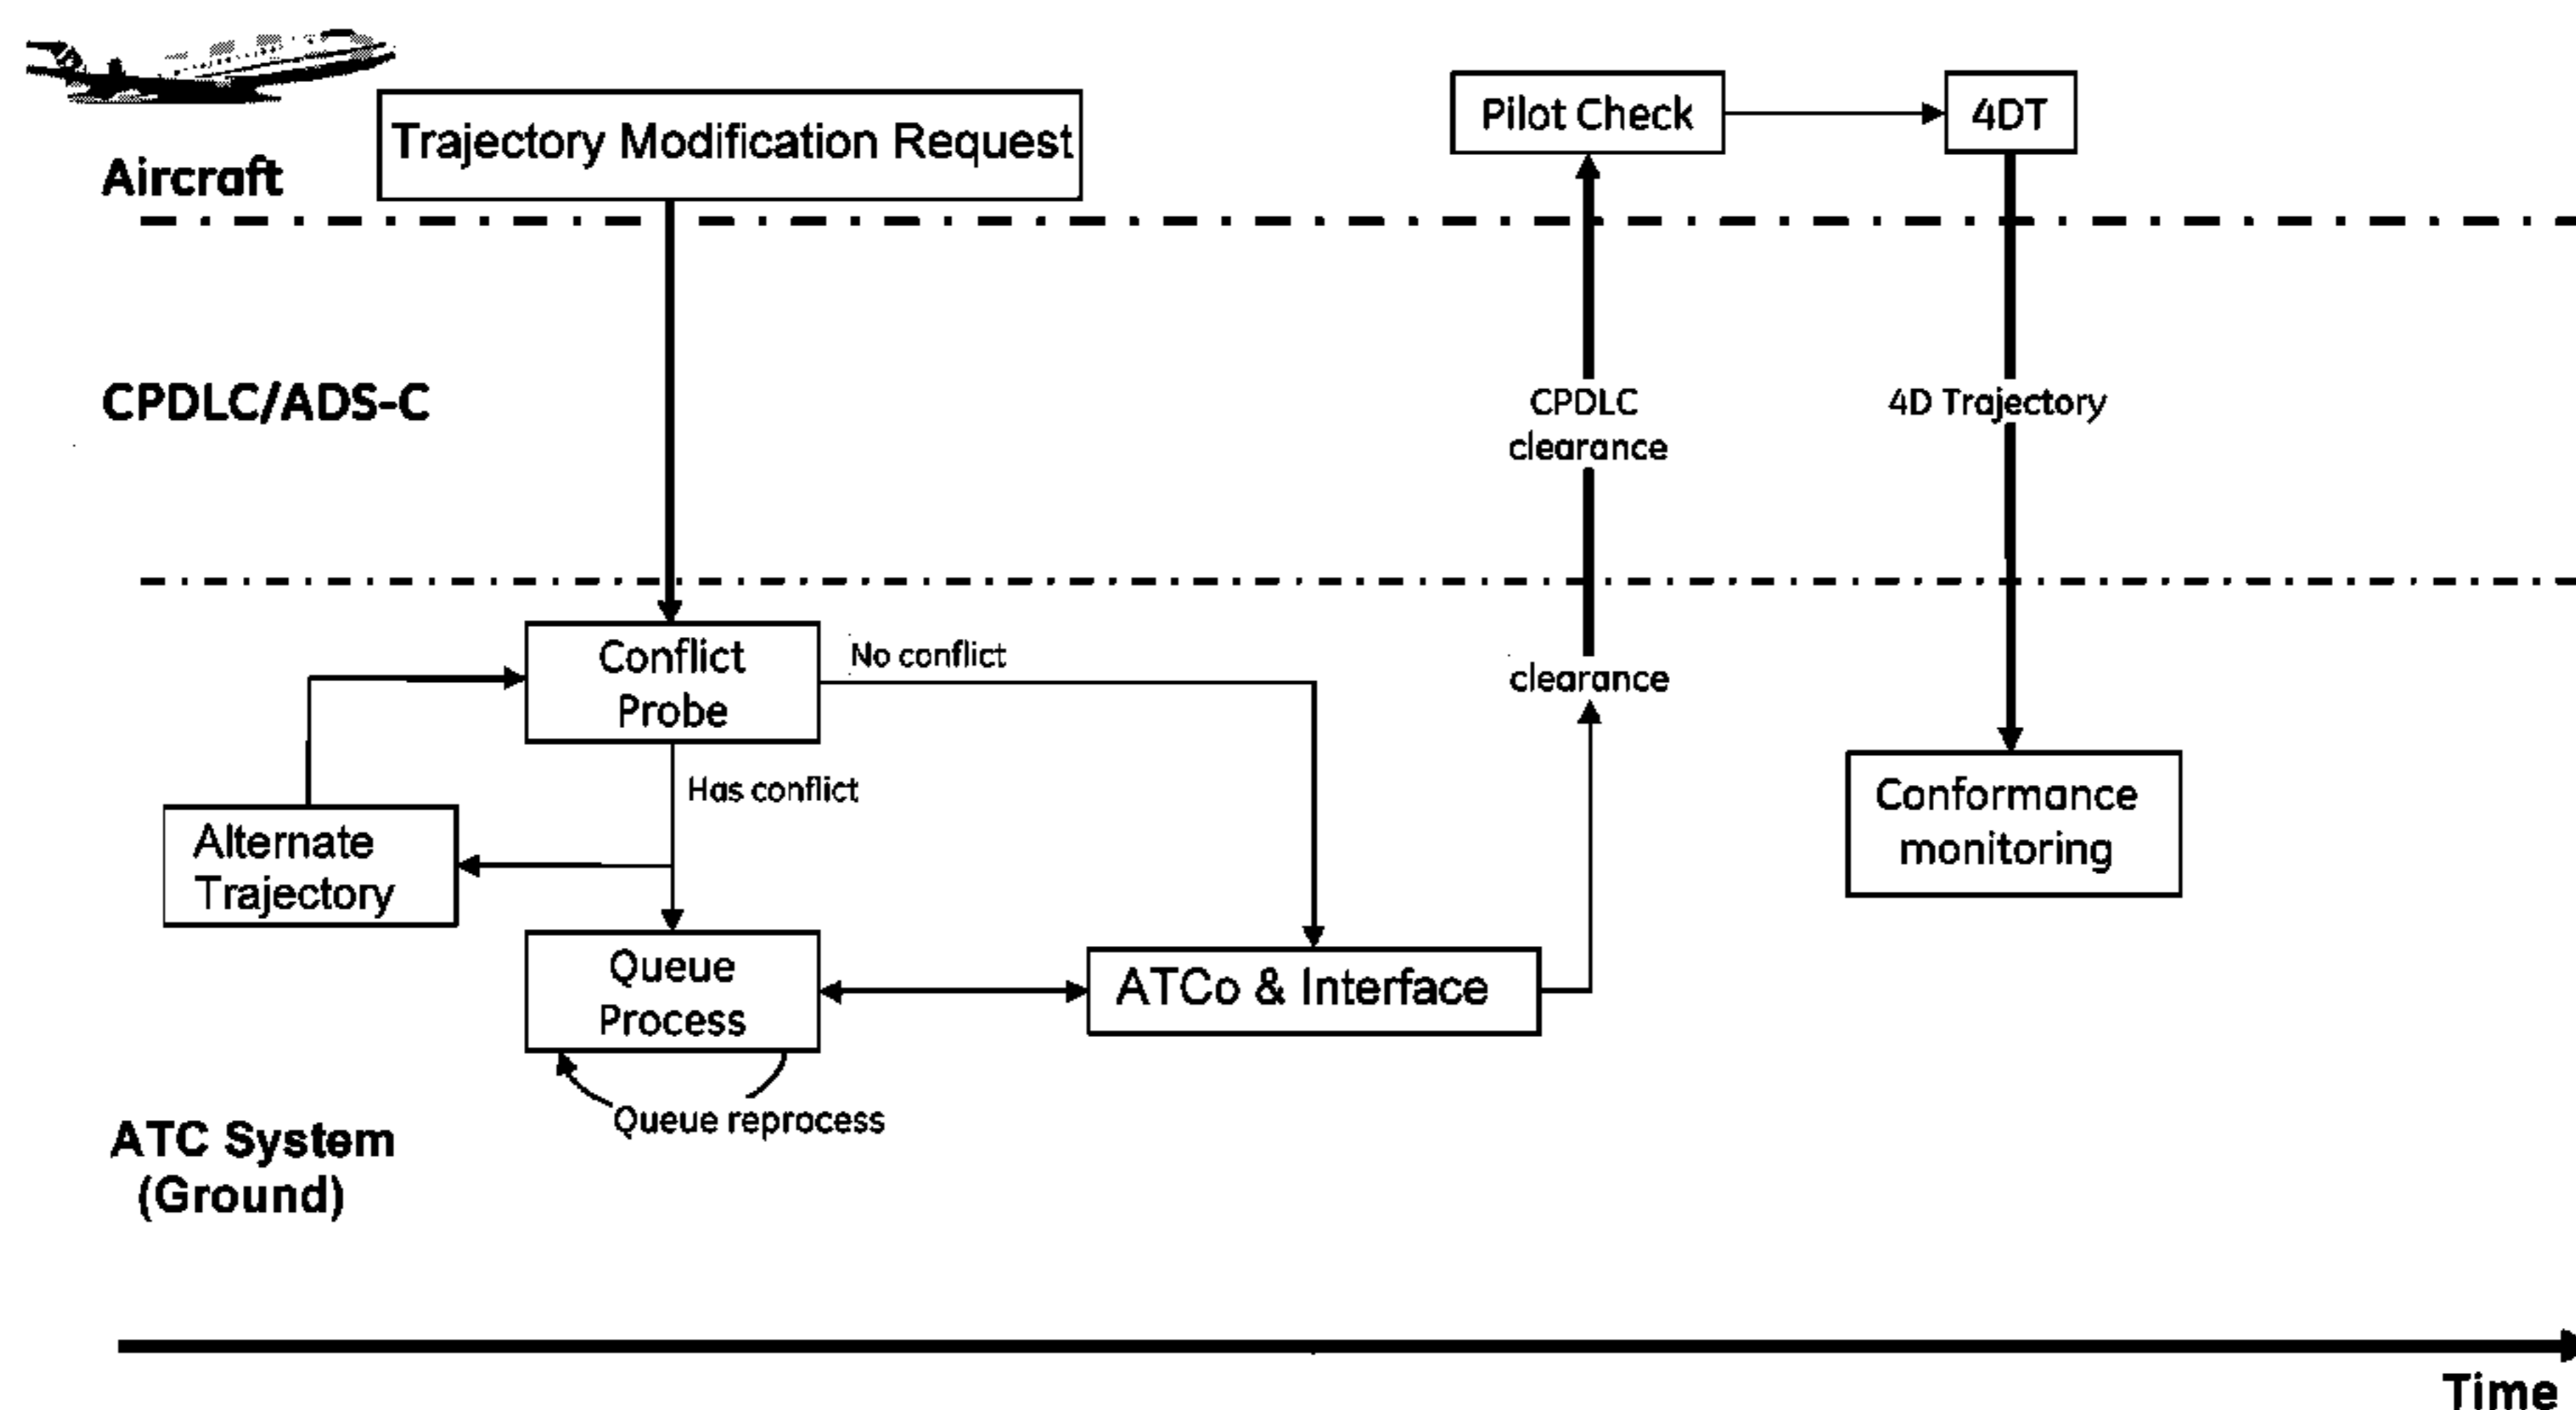 Trajectory Modification Request
Pilot Check
4DT
Aircraft
CPDLC/ADS-C
CPDLC
clearance
4D Trajectory
Conflict
Probe
No conflict
clearance
Has conflict
Alternate
Trajectory
Conformance
monitoring
Queue
Process
ATCo & Interface
Queue reprocess
ATC System
(Ground)
Time